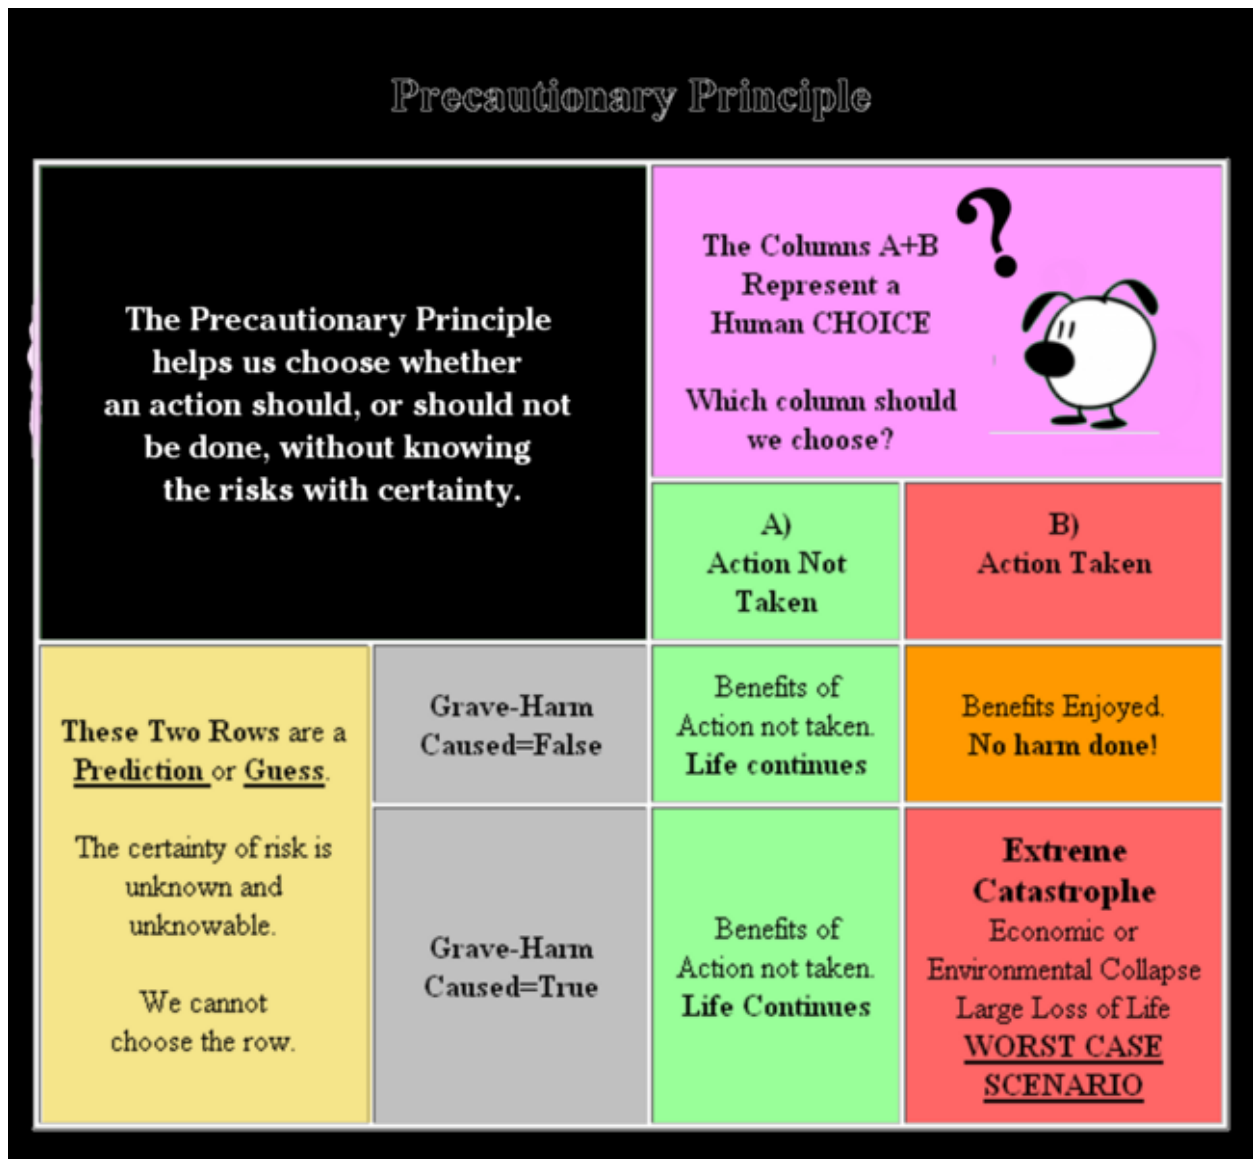 Precautionary Principle
The Precautionary Principle
helps us choose whether
an action should, or should not
be done, without knowing
the risks with certainty.
The Columns A+B
Represent a
Human CHOICE
Which column should
we choose?
?
A)
Action Not
Taken
B)
Action Taken
These Two Rows are a
Prediction or Guess.
The certainty of risk is
unknown and
unknowable.
We cannot
choose the row.
Grave-Harm
Caused=False
Benefits of
Action not taken.
Life continues
Benefits Enjoyed.
No harm done!
Grave-Harm
Caused=True
Benefits of
Action not taken.
Life Continues
Extreme
Catastrophe
Economic or
Environmental Collapse
Large Loss of Life
WORST CASE
SCENARIO